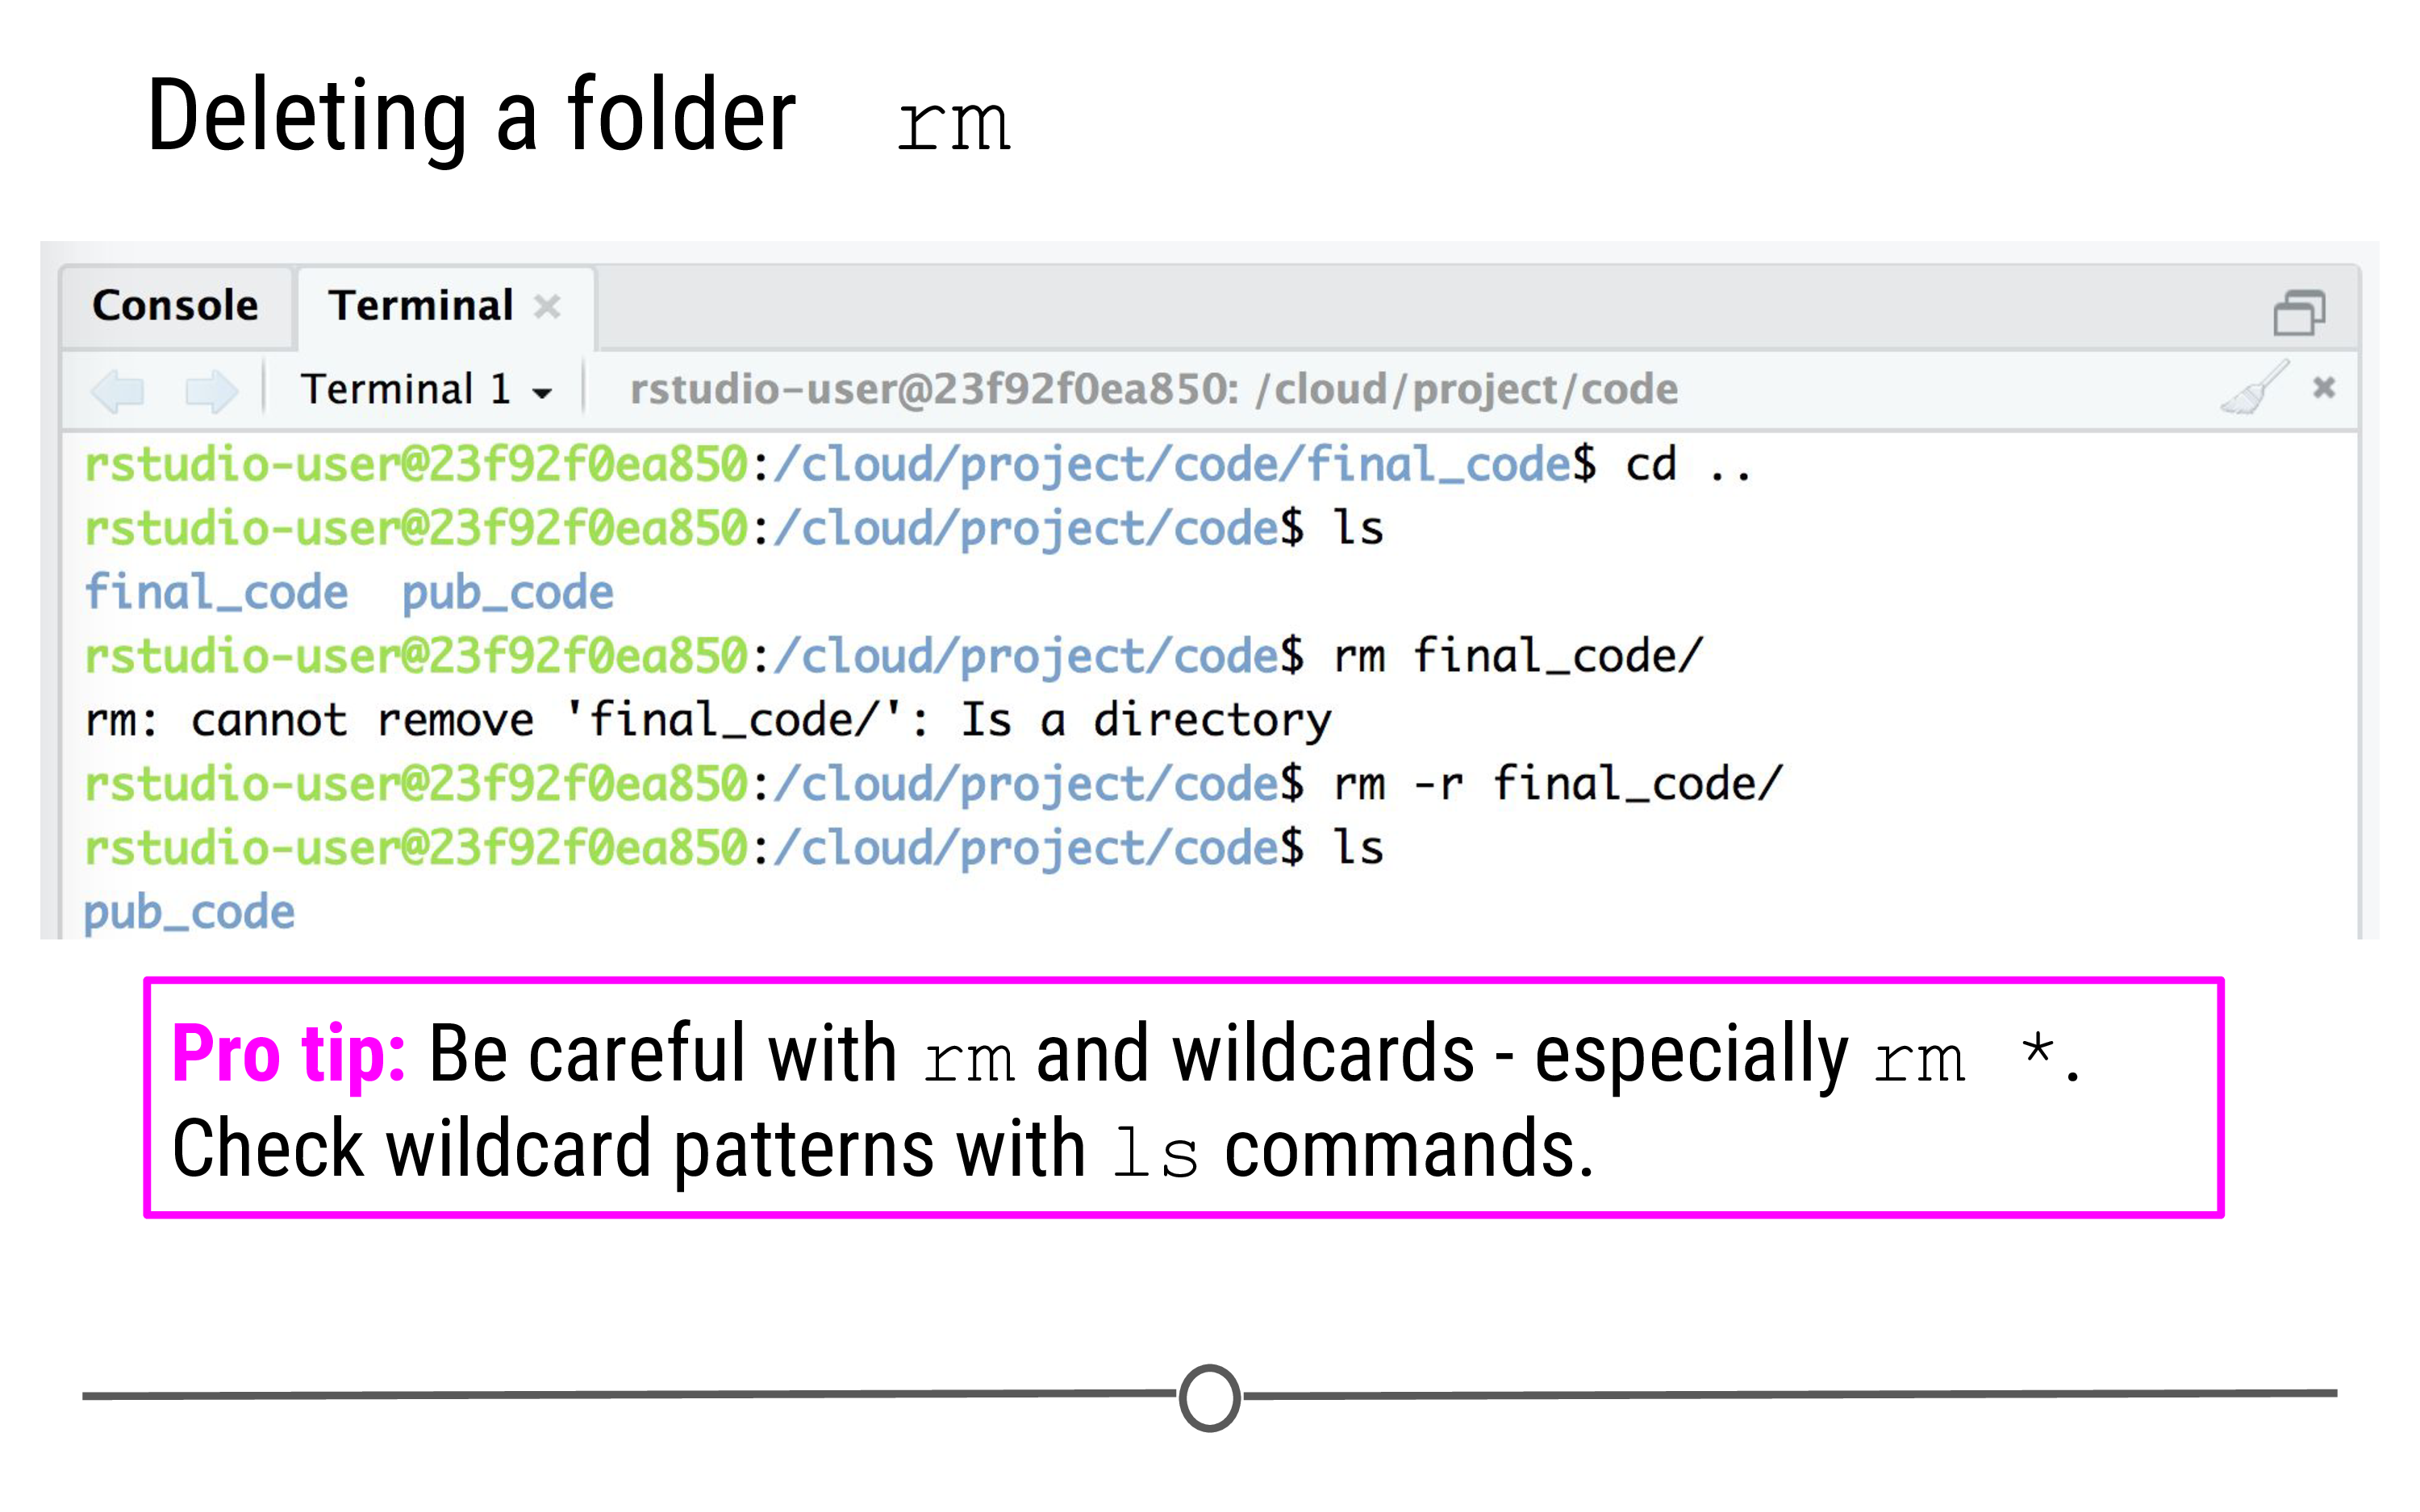 Deleting a folder rm
Console Terminal
Terminal 1 rstudio-user@23f92f0ea850: /cloud/project/code
rstudio-user@23f92f0ea850:/cloud/project/code/final_code$ cd ..
rstudio-user@23f92f0ea850:/cloud/project/code$ ls
final_code  pub_code
rstudio-user@23f92f0ea850:/cloud/project/code$ rm final_code/
rm: cannot remove 'final_code/': Is a directory
rstudio-user@23f92f0ea850:/cloud/project/code$ rm -r final_code/
rstudio-user@23f92f0ea850:/cloud/project/code$ ls
pub_code
Pro tip: Be careful with rm and wildcards - especially rm *.
Check wildcard patterns with ls commands.